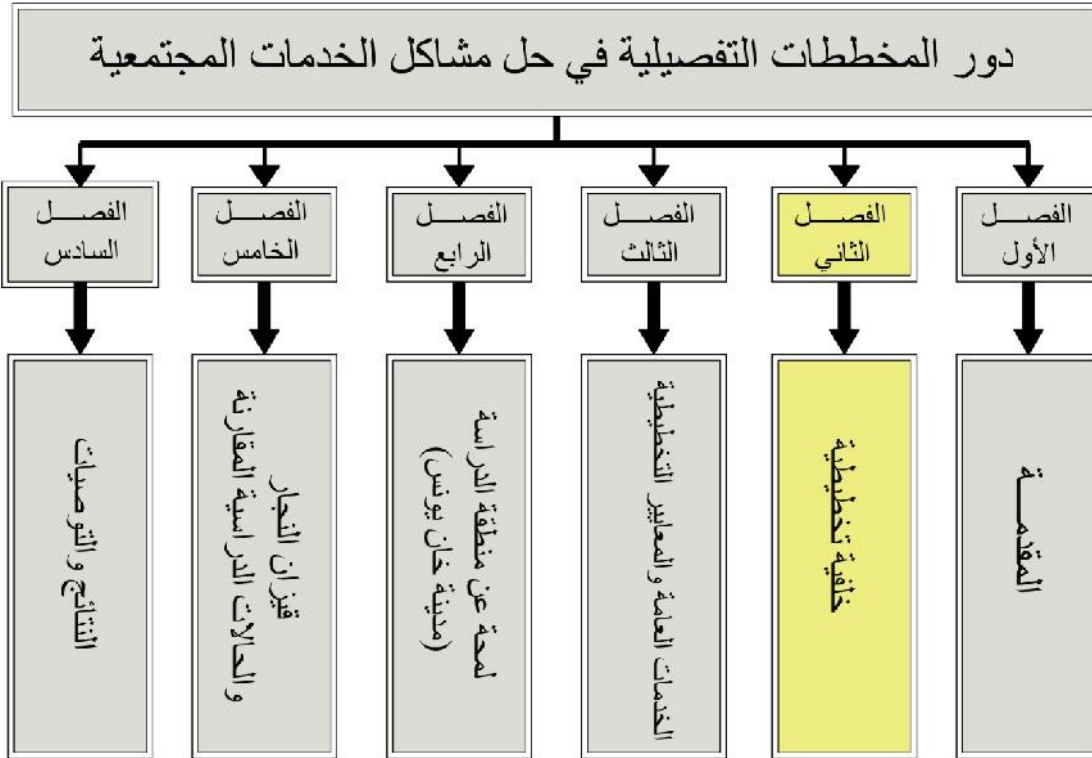 دور المخططات التفصيلية في حل مشاكل الخدمات المجتمعية
الفصل
الأول
الفصل
الثاني
الفصل
الثالث
الفصل
الرابع
الفصل
الخامس
الفصل
السادس
المقدمة
خلفية تخطيطية
الخدمات العامة والمعايير التخطيطية
لمحة عن منطقة الدراسة
(مدينة خان يونس)
قيزان النجار
والحالات الدراسية المقارنة
النتائج والتوصيات